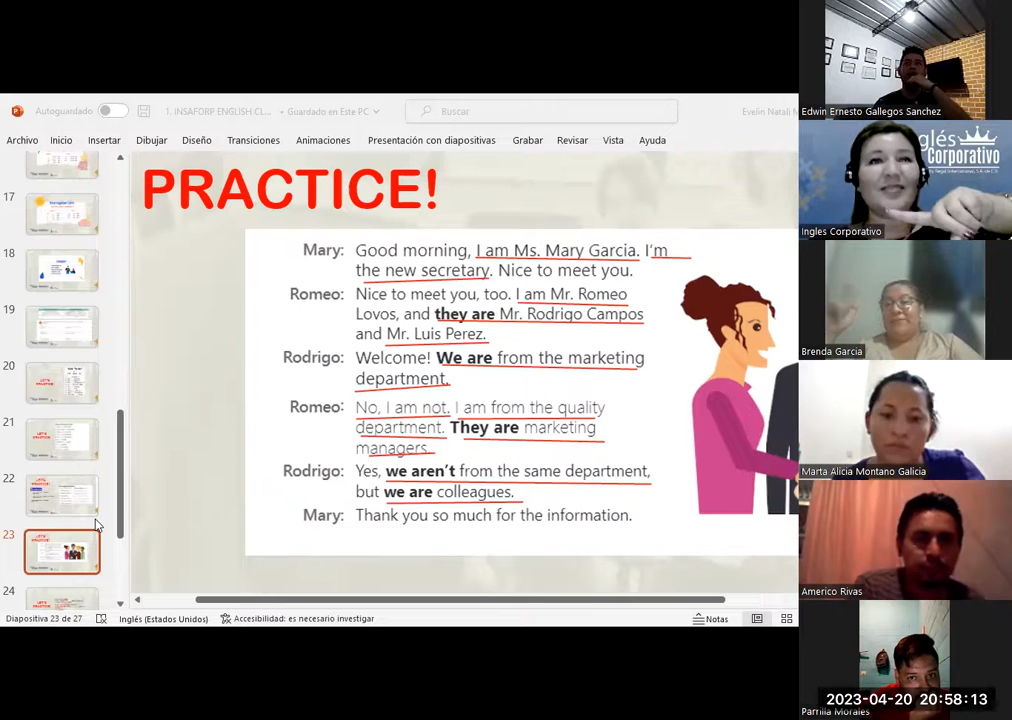 Autoguardado
1. INSAFORP ENGLISH CL... • Guardado en Este PC
Buscar
Evelin Natali M
Archivo Inicio Insertar Dibujar Diseño Transiciones Animaciones Presentación con diapositivas Grabar Revisar Vista Ayuda
17
18
19
20
21
22
23
24
PRACTICE!
Mary: Good morning, I am Ms. Mary Garcia. I'm
the new secretary. Nice to meet you.
Romeo: Nice to meet you, too. I am Mr. Romeo
Lovos, and they are Mr. Rodrigo Campos
and Mr. Luis Perez.
Rodrigo: Welcome! We are from the marketing
department.
Romeo: No, I am not. I am from the quality
department. They are marketing
managers.
Rodrigo: Yes, we aren't from the same department,
but we are colleagues.
Mary: Thank you so much for the information.
Diapositiva 23 de 27 Inglés (Estados Unidos) Accesibilidad: es necesario investigar Notas
Edwin Ernesto Gallegos Sanchez
glés
Corporativo
Ingles Corporativo
Brenda Garcia
Marta Alicia Montano Galicia
Americo Rivas
2023-04-20 20:58:13
Parrilla Morales